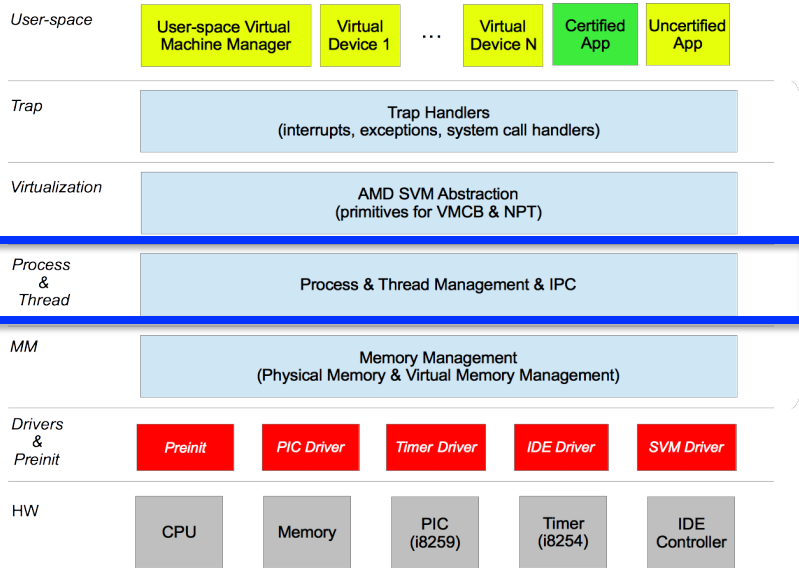 User-space
User-space Virtual
Machine Manager
Virtual
Device 1
...
Virtual
Device N
Certified
App
Uncertified
App
Trap
Trap Handlers
(interrupts, exceptions, system call handlers)
Virtualization
AMD SVM Abstraction
(primitives for VMCB & NPT)
Process
&
Thread
Process & Thread Management & IPC
MM
Memory Management
(Physical Memory & Virtual Memory Management)
Drivers
&
Preinit
Preinit
PIC Driver
Timer Driver
IDE Driver
SVM Driver
HW
CPU
Memory
PIC
(i8259)
Timer
(i8254)
IDE
Controller